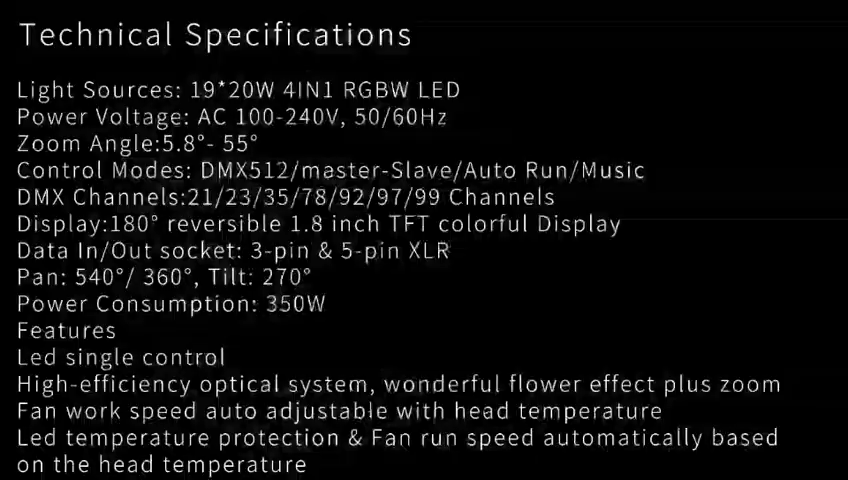 Technical Specifications
Light Sources: 19*20W 4IN1 RGBW LED
Power Voltage: AC 100-240V, 50/60Hz
Zoom Angle:5.8°- 55°
Control Modes: DMX512/master-Slave/Auto Run/Music
DMX Channels:21/23/35/78/92/97/99 Channels
Display:180° reversible 1.8 inch TFT colorful Display
Data In/Out socket: 3-pin & 5-pin XLR
Pan: 540°/ 360°, Tilt: 270°
Power Consumption: 350W
Features
Led single control
High-efficiency optical system, wonderful flower effect plus zoom
Fan work speed auto adjustable with head temperature
Led temperature protection & Fan run speed automatically based
on the head temperature